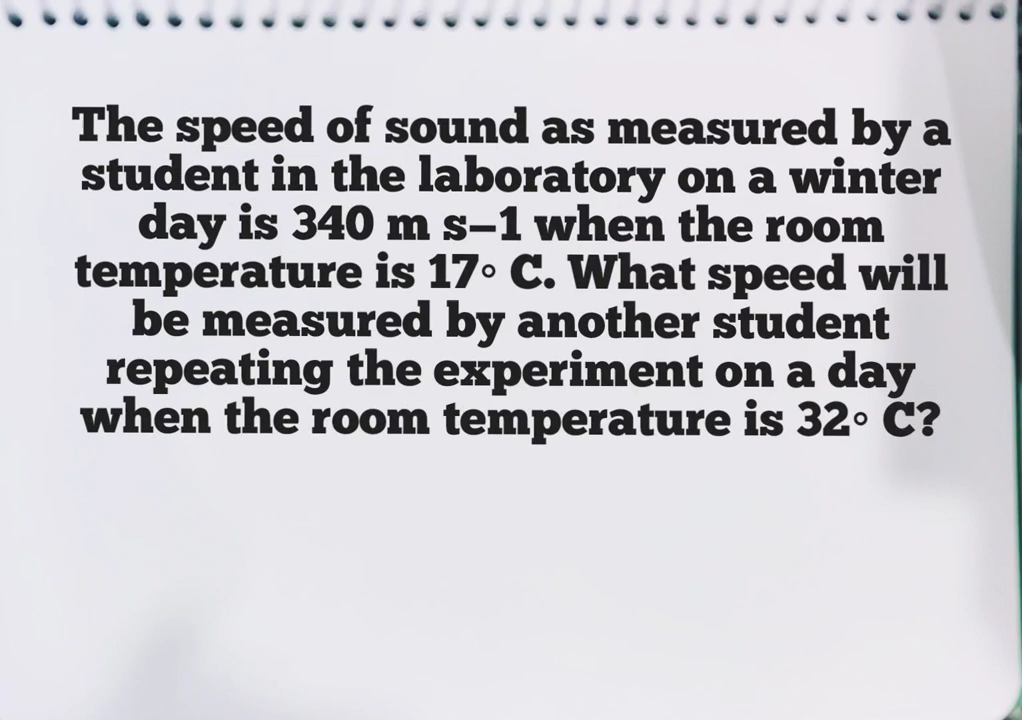 The speed of sound as measured by a
student in the laboratory on a winter
day is 340 m s–1 when the room
temperature is 17∘ C. What speed will
be measured by another student
repeating the experiment on a day
when the room temperature is 32∘ C?